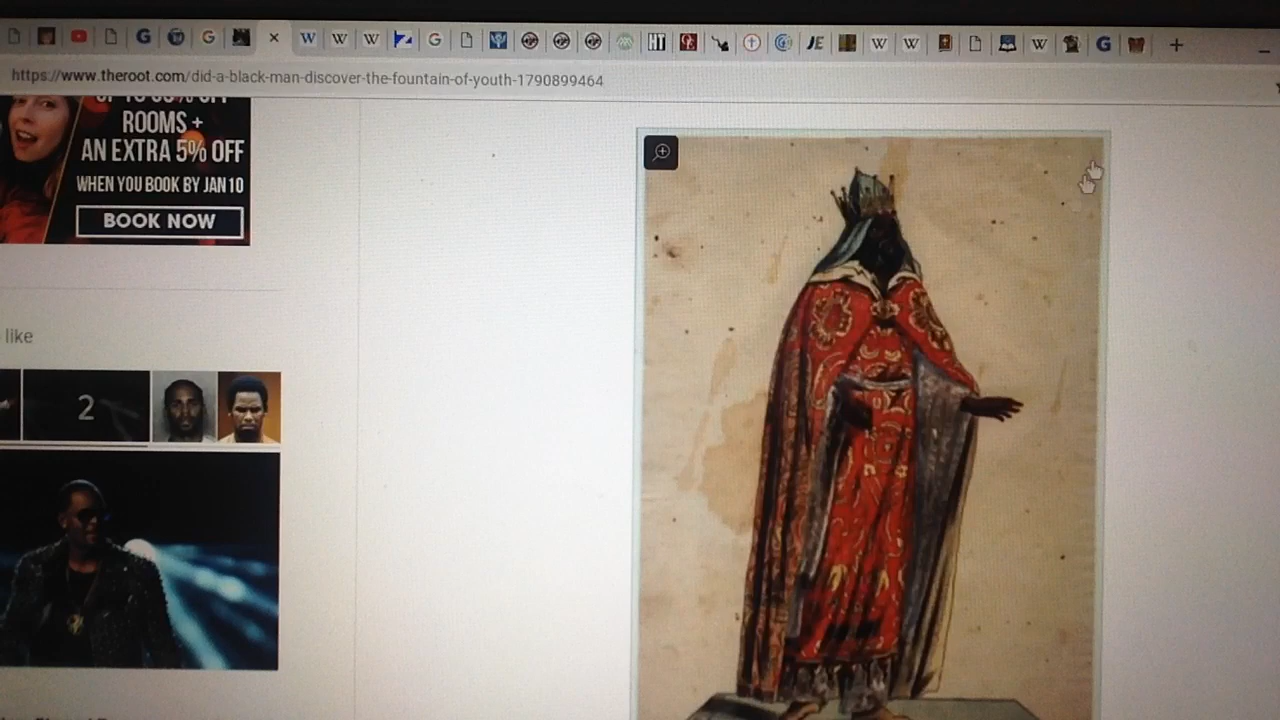 https://www.theroot.com/did-a-black-man-discover-the-fountain-of-youth-1790899464
ROOMS +
AN EXTRA 5% OFF
WHEN YOU BOOK BY JAN 10
BOOK NOW
like
2